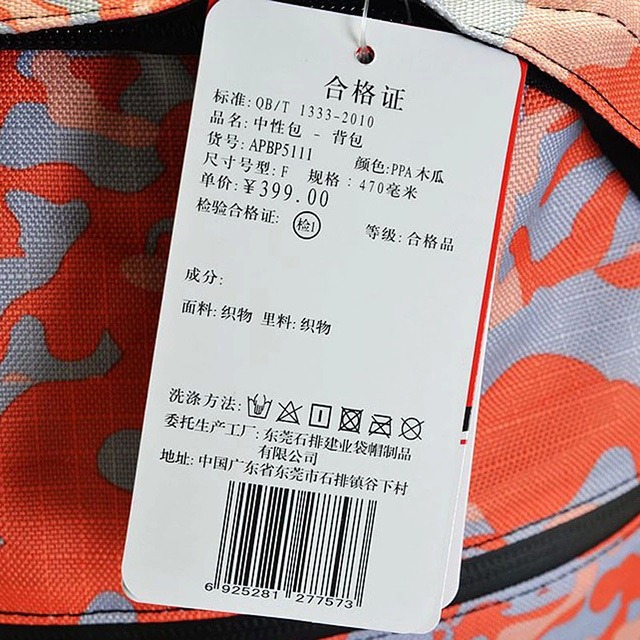 合格证
标准: QB/T 1333-2010
品名: 中性包 - 背包
货号: APBP5111 颜色:PPA木瓜
尺寸号型: F 规格: 470毫米
单价: ¥399.00
检验合格证: 检1 等级: 合格品
成分:
面料: 织物 里料: 织物
洗涤方法:
委托生产工厂: 东莞石排建业袋帽制品
有限公司
地址: 中国广东省东莞市石排镇谷下村
6 925281 277573